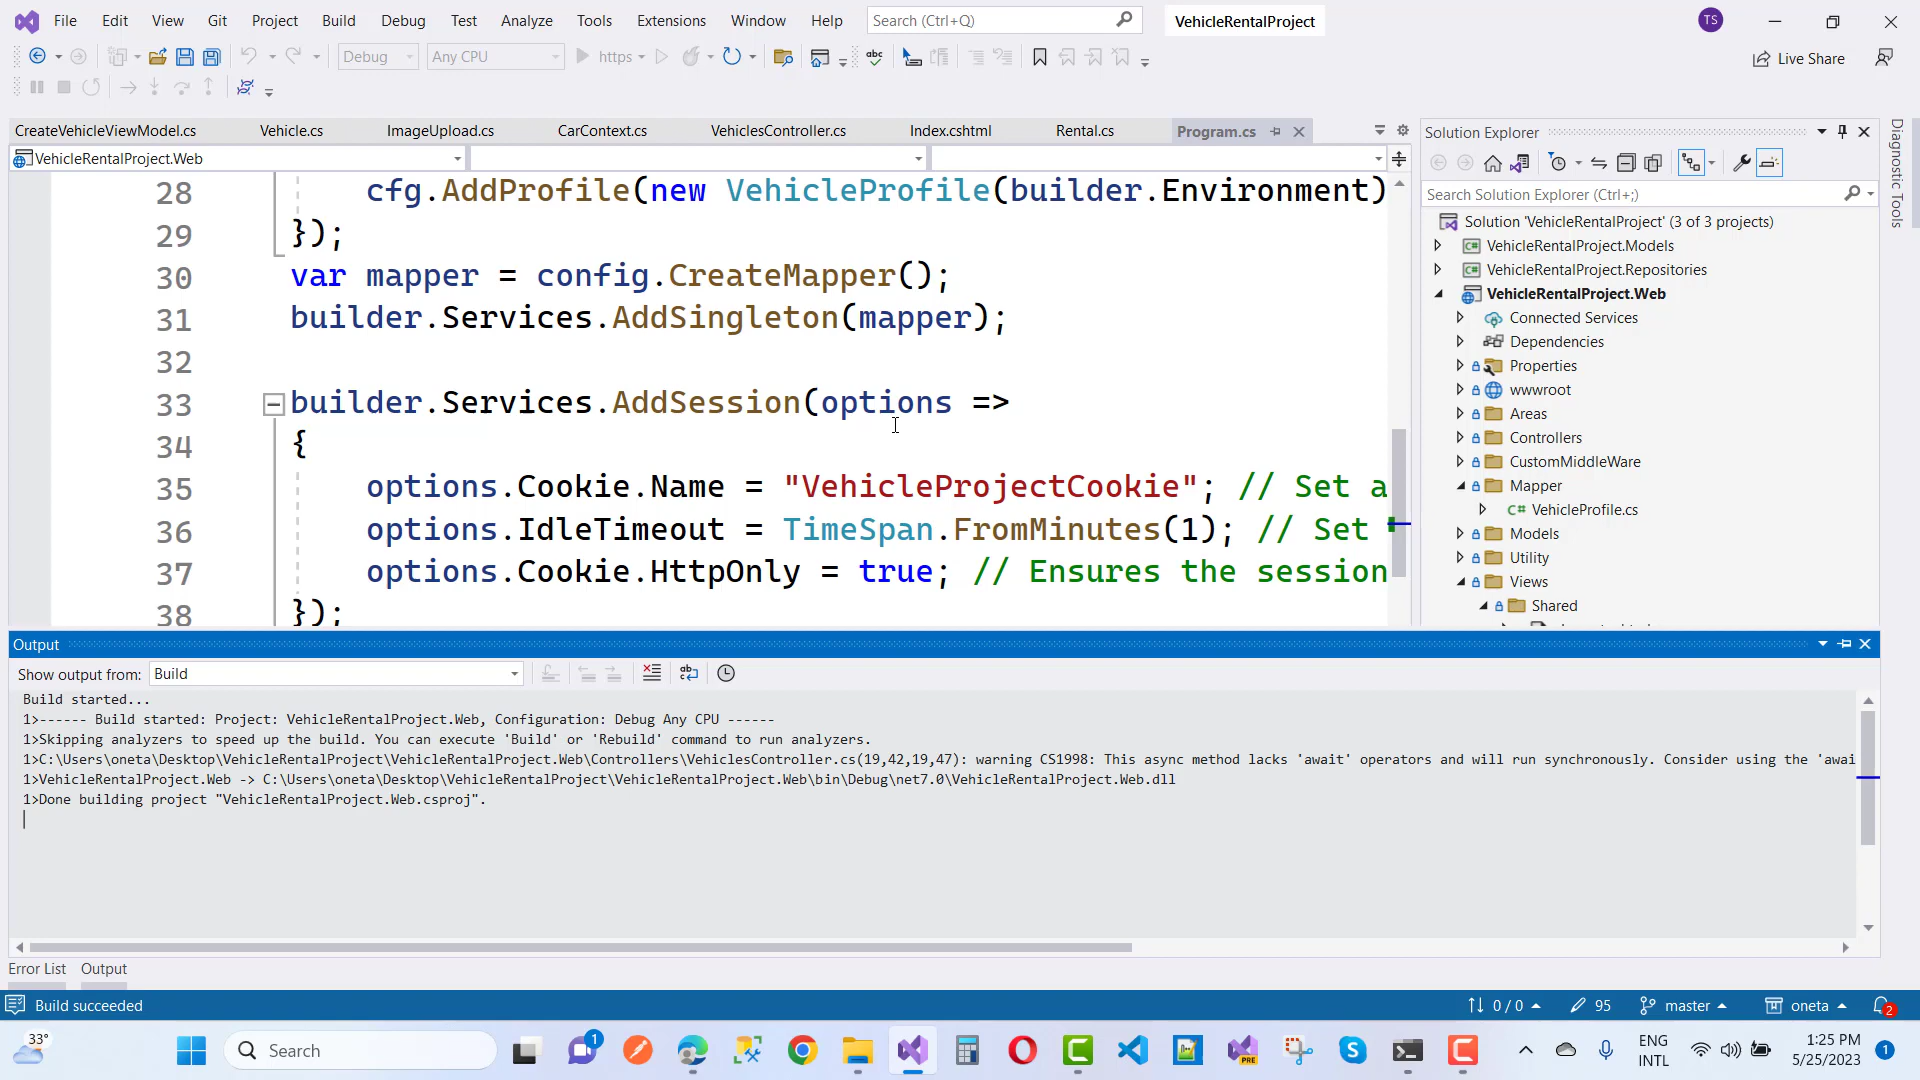 File Edit View Git Project Build Debug Test Analyze Tools Extensions Window Help Search (Ctrl+Q) VehicleRentalProject TS
Debug Any CPU https Live Share
CreateVehicleViewModel.cs Vehicle.cs ImageUpload.cs CarContext.cs VehiclesController.cs Index.cshtml Rental.cs Program.cs
VehicleRentalProject.Web
28 cfg.AddProfile(new VehicleProfile(builder.Environment)
29 });
30 var mapper = config.CreateMapper();
31 builder.Services.AddSingleton(mapper);
32
33 builder.Services.AddSession(options =>
34 {
35 options.Cookie.Name = "VehicleProjectCookie"; // Set a
36 options.IdleTimeout = TimeSpan.FromMinutes(1); // Set
37 options.Cookie.HttpOnly = true; // Ensures the session
38 });
Solution Explorer
Search Solution Explorer (Ctrl+;)
Solution 'VehicleRentalProject' (3 of 3 projects)
VehicleRentalProject.Models
VehicleRentalProject.Repositories
VehicleRentalProject.Web
Connected Services
Dependencies
Properties
wwwroot
Areas
Controllers
CustomMiddleWare
Mapper
C# VehicleProfile.cs
Models
Utility
Views
Shared
Diagnostic Tools
Output
Show output from: Build
Build started...
1>------ Build started: Project: VehicleRentalProject.Web, Configuration: Debug Any CPU ------
1>Skipping analyzers to speed up the build. You can execute 'Build' or 'Rebuild' command to run analyzers.
1>C:\Users\oneta\Desktop\VehicleRentalProject\VehicleRentalProject.Web\Controllers\VehiclesController.cs(19,42,19,47): warning CS1998: This async method lacks 'await' operators and will run synchronously. Consider using the 'awai
1>VehicleRentalProject.Web -> C:\Users\oneta\Desktop\VehicleRentalProject\VehicleRentalProject.Web\bin\Debug\net7.0\VehicleRentalProject.Web.dll
1>Done building project "VehicleRentalProject.Web.csproj".
Error List Output
Build succeeded 0 / 0 95 master oneta 2
33° Search 1 PRE ENG INTL 1:25 PM 5/25/2023 1